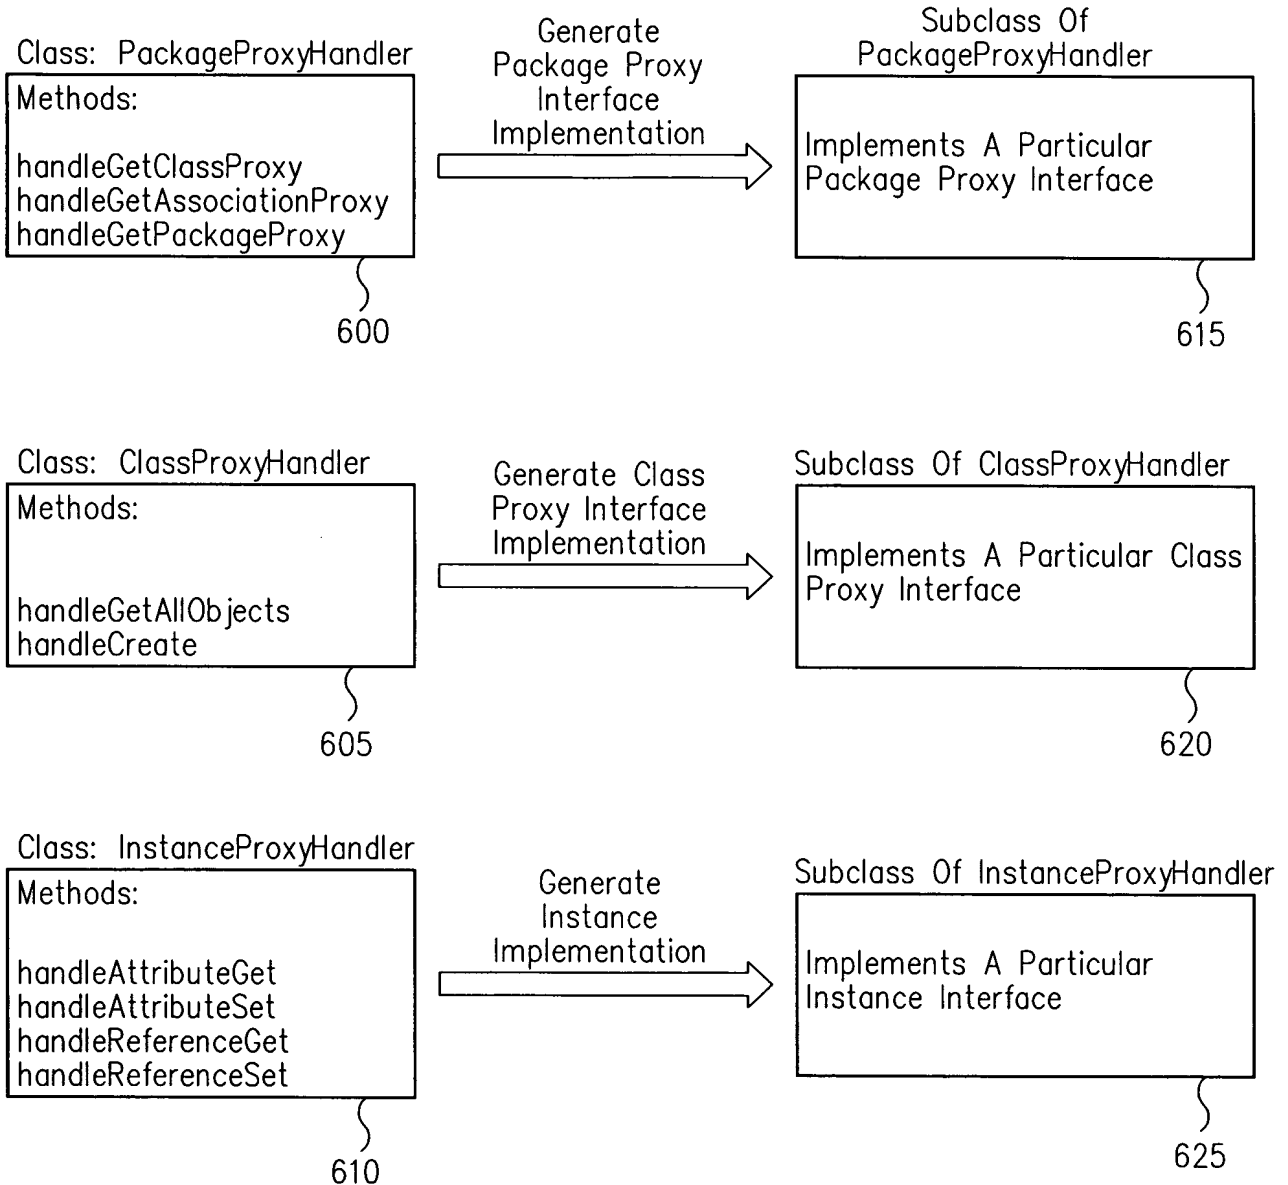 Class: PackageProxyHandler
Methods:
handleGetClassProxy
handleGetAssociationProxy
handleGetPackageProxy
600
Generate
Package Proxy
Interface
Implementation
Subclass Of
PackageProxyHandler
Implements A Particular
Package Proxy Interface
615
Class: ClassProxyHandler
Methods:
handleGetAllObjects
handleCreate
605
Generate Class
Proxy Interface
Implementation
Subclass Of ClassProxyHandler
Implements A Particular Class
Proxy Interface
620
Class: InstanceProxyHandler
Methods:
handleAttributeGet
handleAttributeSet
handleReferenceGet
handleReferenceSet
610
Generate
Instance
Implementation
Subclass Of InstanceProxyHandler
Implements A Particular
Instance Interface
625